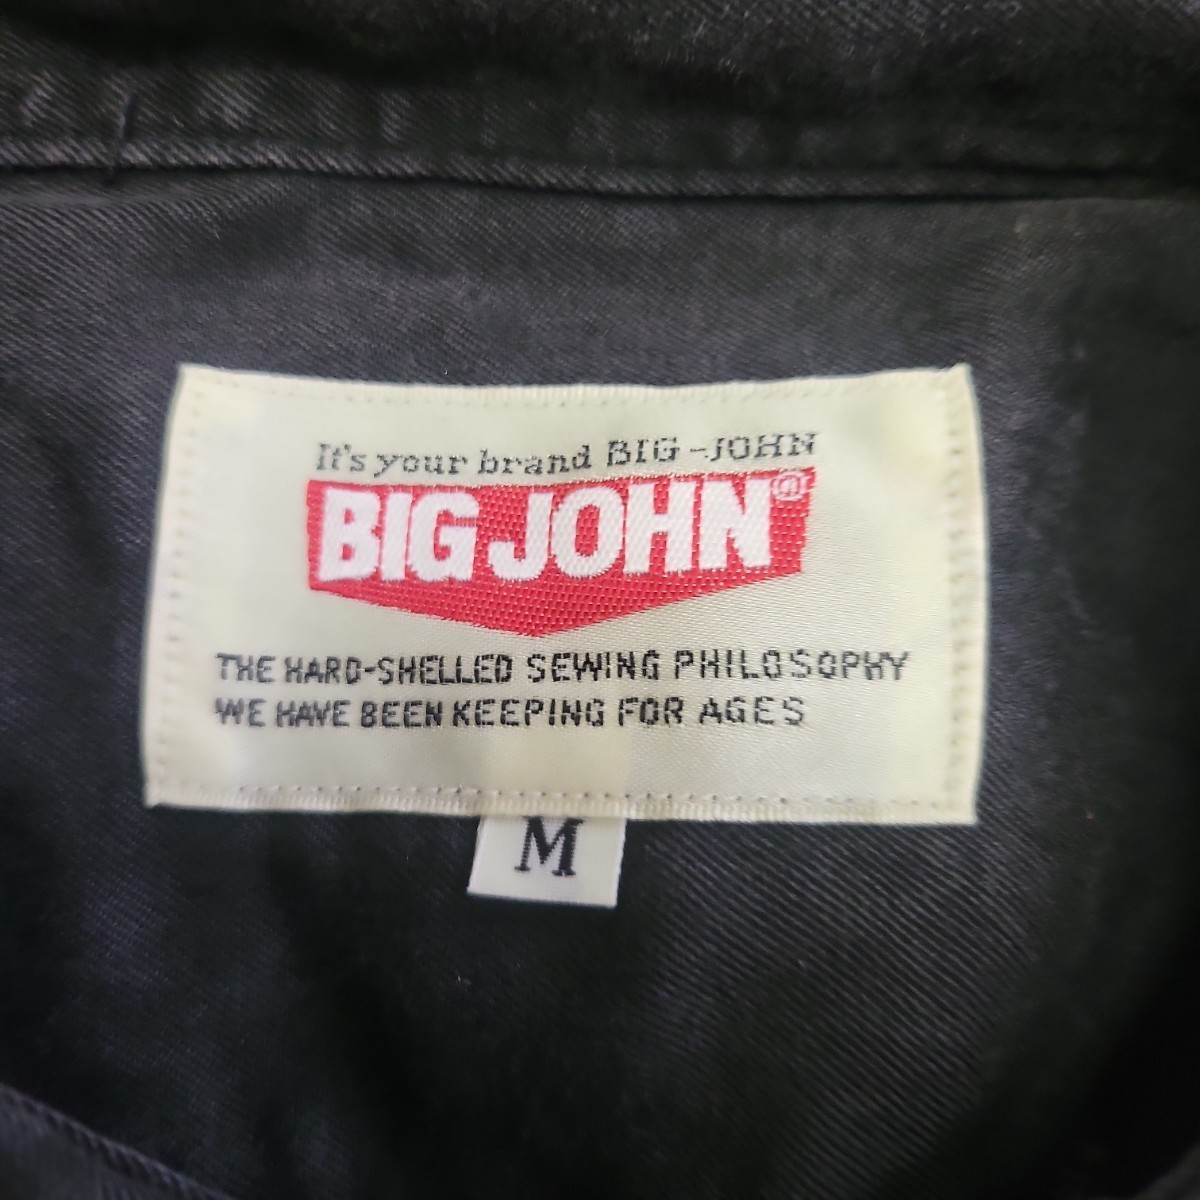 It's your brand BIG-JOHN
BIG JOHN®
THE HARD-SHELLED SEWING PHILOSOPHY
WE HAVE BEEN KEEPING FOR AGES
M